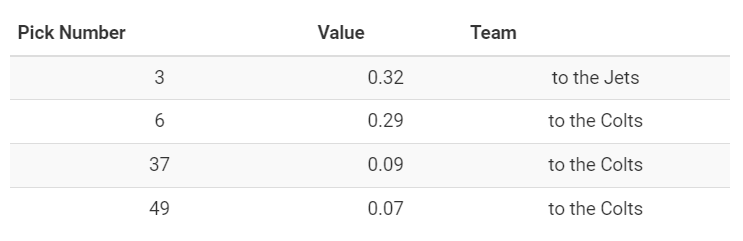 Pick Number Value Team
3 0.32 to the Jets
6 0.29 to the Colts
37 0.09 to the Colts
49 0.07 to the Colts